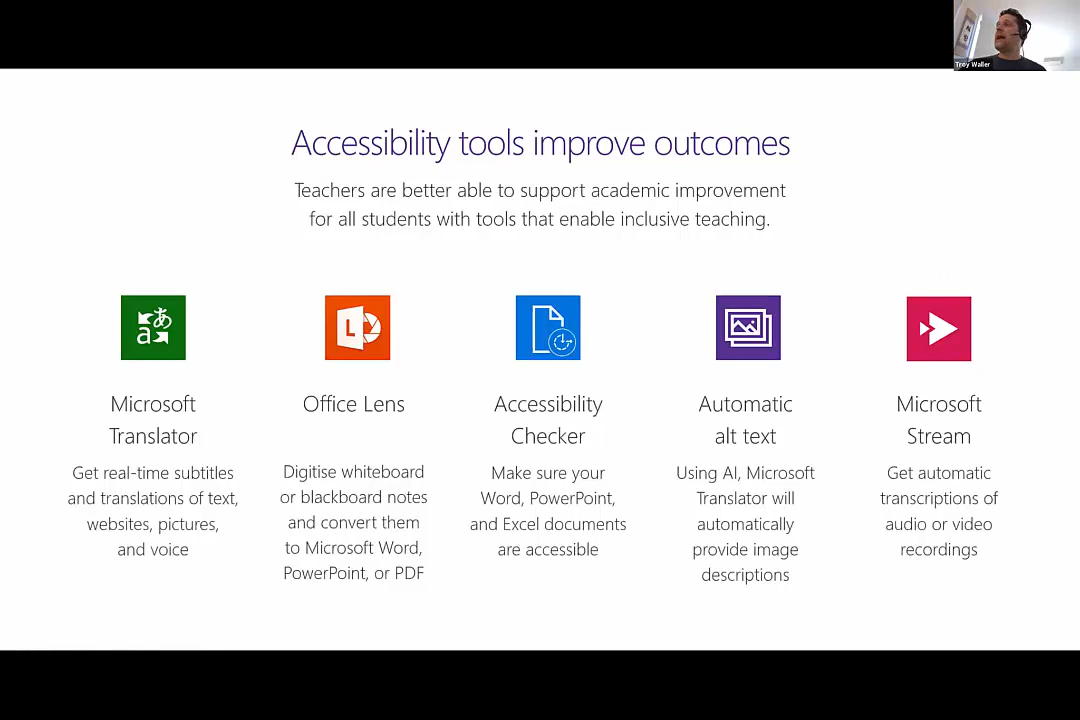 Troy Waller
Accessibility tools improve outcomes
Teachers are better able to support academic improvement
for all students with tools that enable inclusive teaching.
あ
a
L
Microsoft
Translator
Get real-time subtitles
and translations of text,
websites, pictures,
and voice
Office Lens
Digitise whiteboard
or blackboard notes
and convert them
to Microsoft Word,
PowerPoint, or PDF
Accessibility
Checker
Make sure your
Word, PowerPoint,
and Excel documents
are accessible
Automatic
alt text
Using AI, Microsoft
Translator will
automatically
provide image
descriptions
Microsoft
Stream
Get automatic
transcriptions of
audio or video
recordings